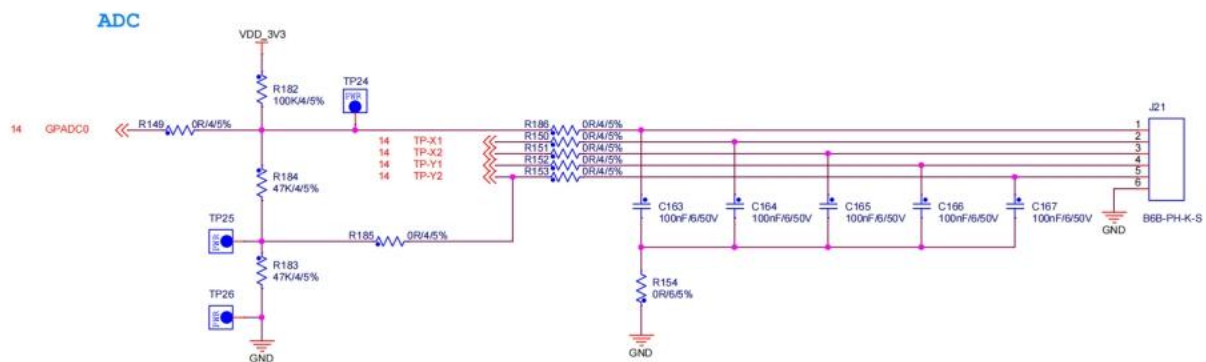 ADC
VDD_3V3
R182
100K/4/5%
TP24
PWR
J21
14 GPADC0
R149 0R/4/5%
R186 0R/4/5%
1
14 TP-X1
R150 0R/4/5%
2
14 TP-X2
R151 0R/4/5%
3
14 TP-Y1
R152 0R/4/5%
4
14 TP-Y2
R153 0R/4/5%
5
6
R184
47K/4/5%
C163
100nF/6/50V
C164
100nF/6/50V
C165
100nF/6/50V
C166
100nF/6/50V
C167
100nF/6/50V
GND
B6B-PH-K-S
TP25
PWR
R185 0R/4/5%
R183
47K/4/5%
R154
0R/6/5%
TP26
PWR
GND
GND